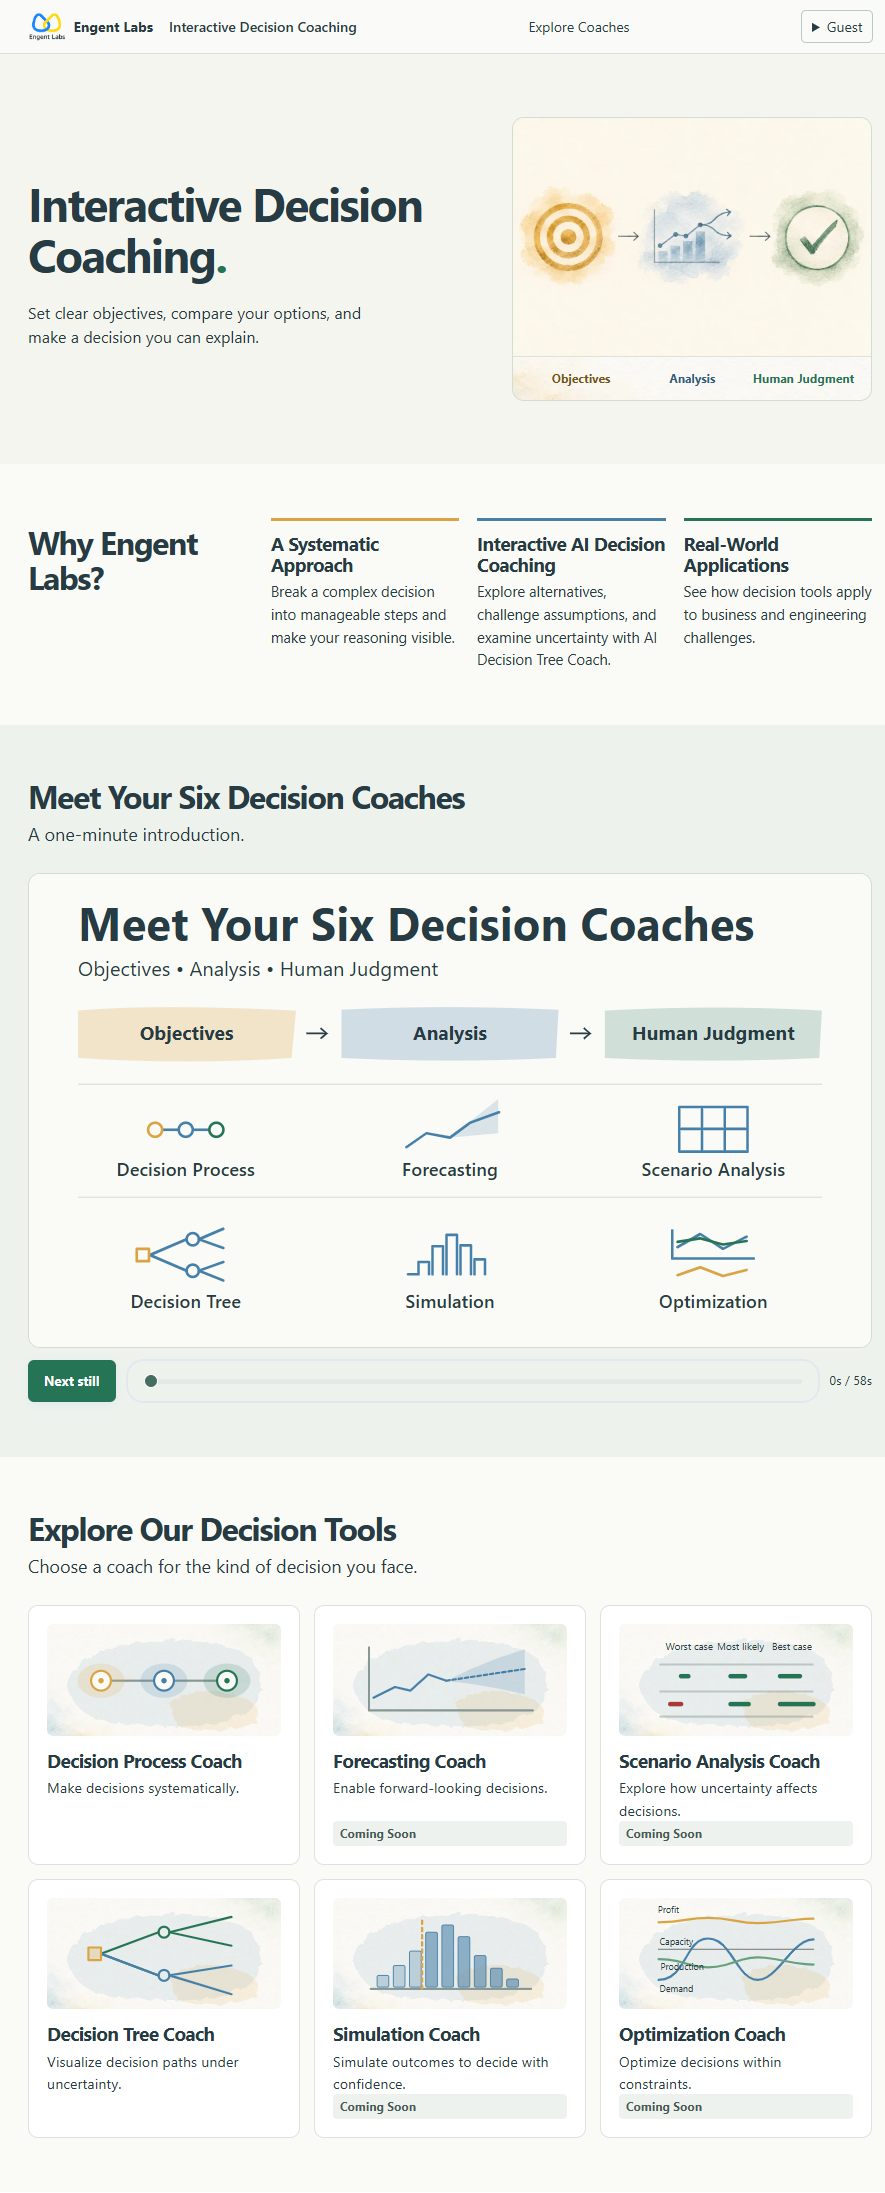 Engent Labs
Engent Labs
Interactive Decision Coaching
Explore Coaches
▶ Guest
Interactive Decision
Coaching.
Set clear objectives, compare your options, and
make a decision you can explain.
Objectives
Analysis
Human Judgment
Why Engent
Labs?
A Systematic
Approach
Break a complex decision
into manageable steps and
make your reasoning visible.
Interactive AI Decision
Coaching
Explore alternatives,
challenge assumptions, and
examine uncertainty with AI
Decision Tree Coach.
Real-World
Applications
See how decision tools apply
to business and engineering
challenges.
Meet Your Six Decision Coaches
A one-minute introduction.
Meet Your Six Decision Coaches
Objectives • Analysis • Human Judgment
Objectives → Analysis → Human Judgment
Decision Process
Forecasting
Scenario Analysis
Decision Tree
Simulation
Optimization
Next still
0s / 58s
Explore Our Decision Tools
Choose a coach for the kind of decision you face.
Decision Process Coach
Make decisions systematically.
Forecasting Coach
Enable forward-looking decisions.
Coming Soon
Worst case Most likely Best case
Scenario Analysis Coach
Explore how uncertainty affects
decisions.
Coming Soon
Decision Tree Coach
Visualize decision paths under
uncertainty.
Simulation Coach
Simulate outcomes to decide with
confidence.
Coming Soon
Profit
Capacity
Production
Demand
Optimization Coach
Optimize decisions within
constraints.
Coming Soon